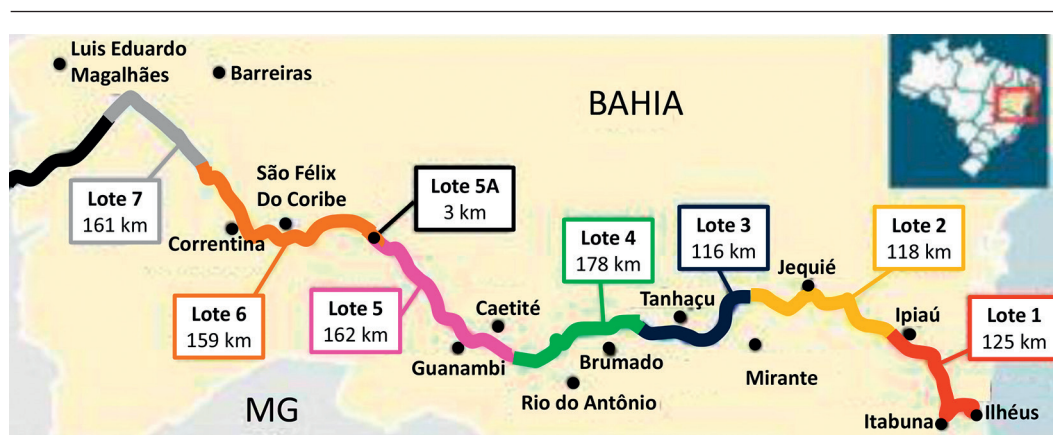 Luis Eduardo
Magalhães
Barreiras
BAHIA
São Félix
Do Coribe
Lote 5A
3 km
Lote 7
161 km
Correntina
Lote 4
178 km
Lote 3
116 km
Lote 2
118 km
Jequié
Lote 6
159 km
Lote 5
162 km
Caetité
Tanhaçu
Ipiaú
Lote 1
125 km
Guanambi
Brumado
Mirante
Rio do Antônio
MG
Itabuna
Ilhéus